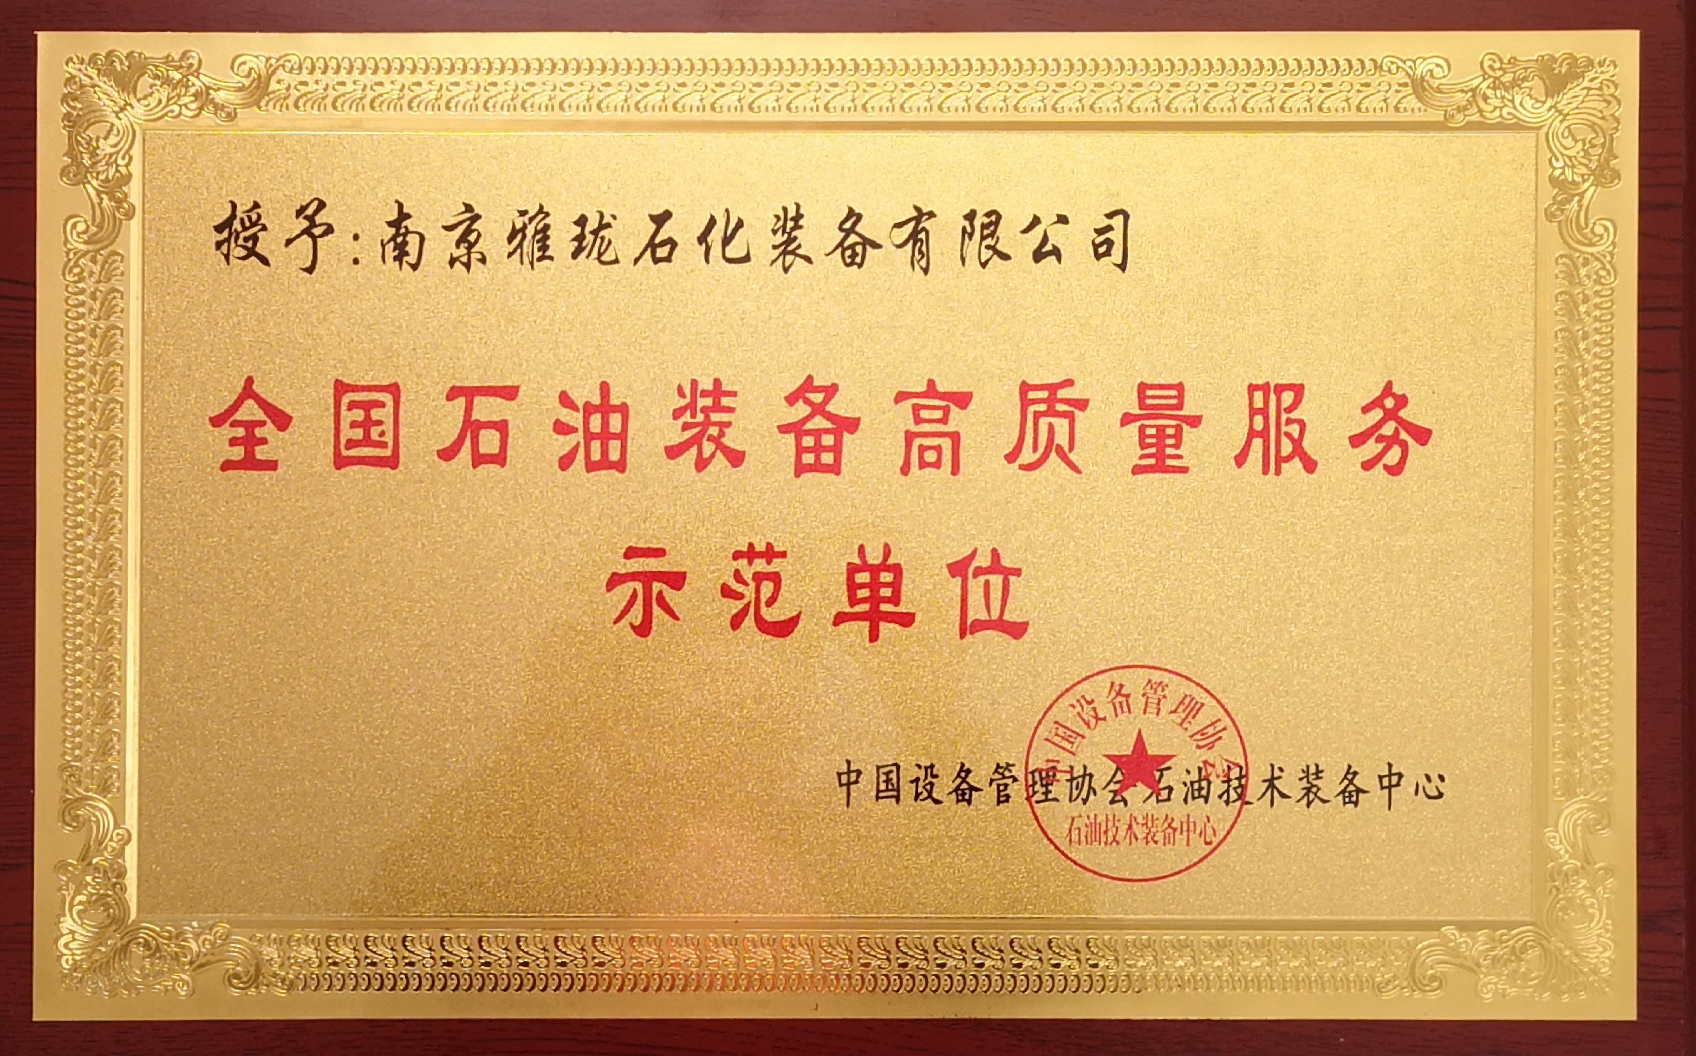 授予:南京雅珑石化装备有限公司
全国石油装备高质量服务
示范单位
中国设备管理协会
中国设备管理协会石油技术装备中心
石油技术装备中心